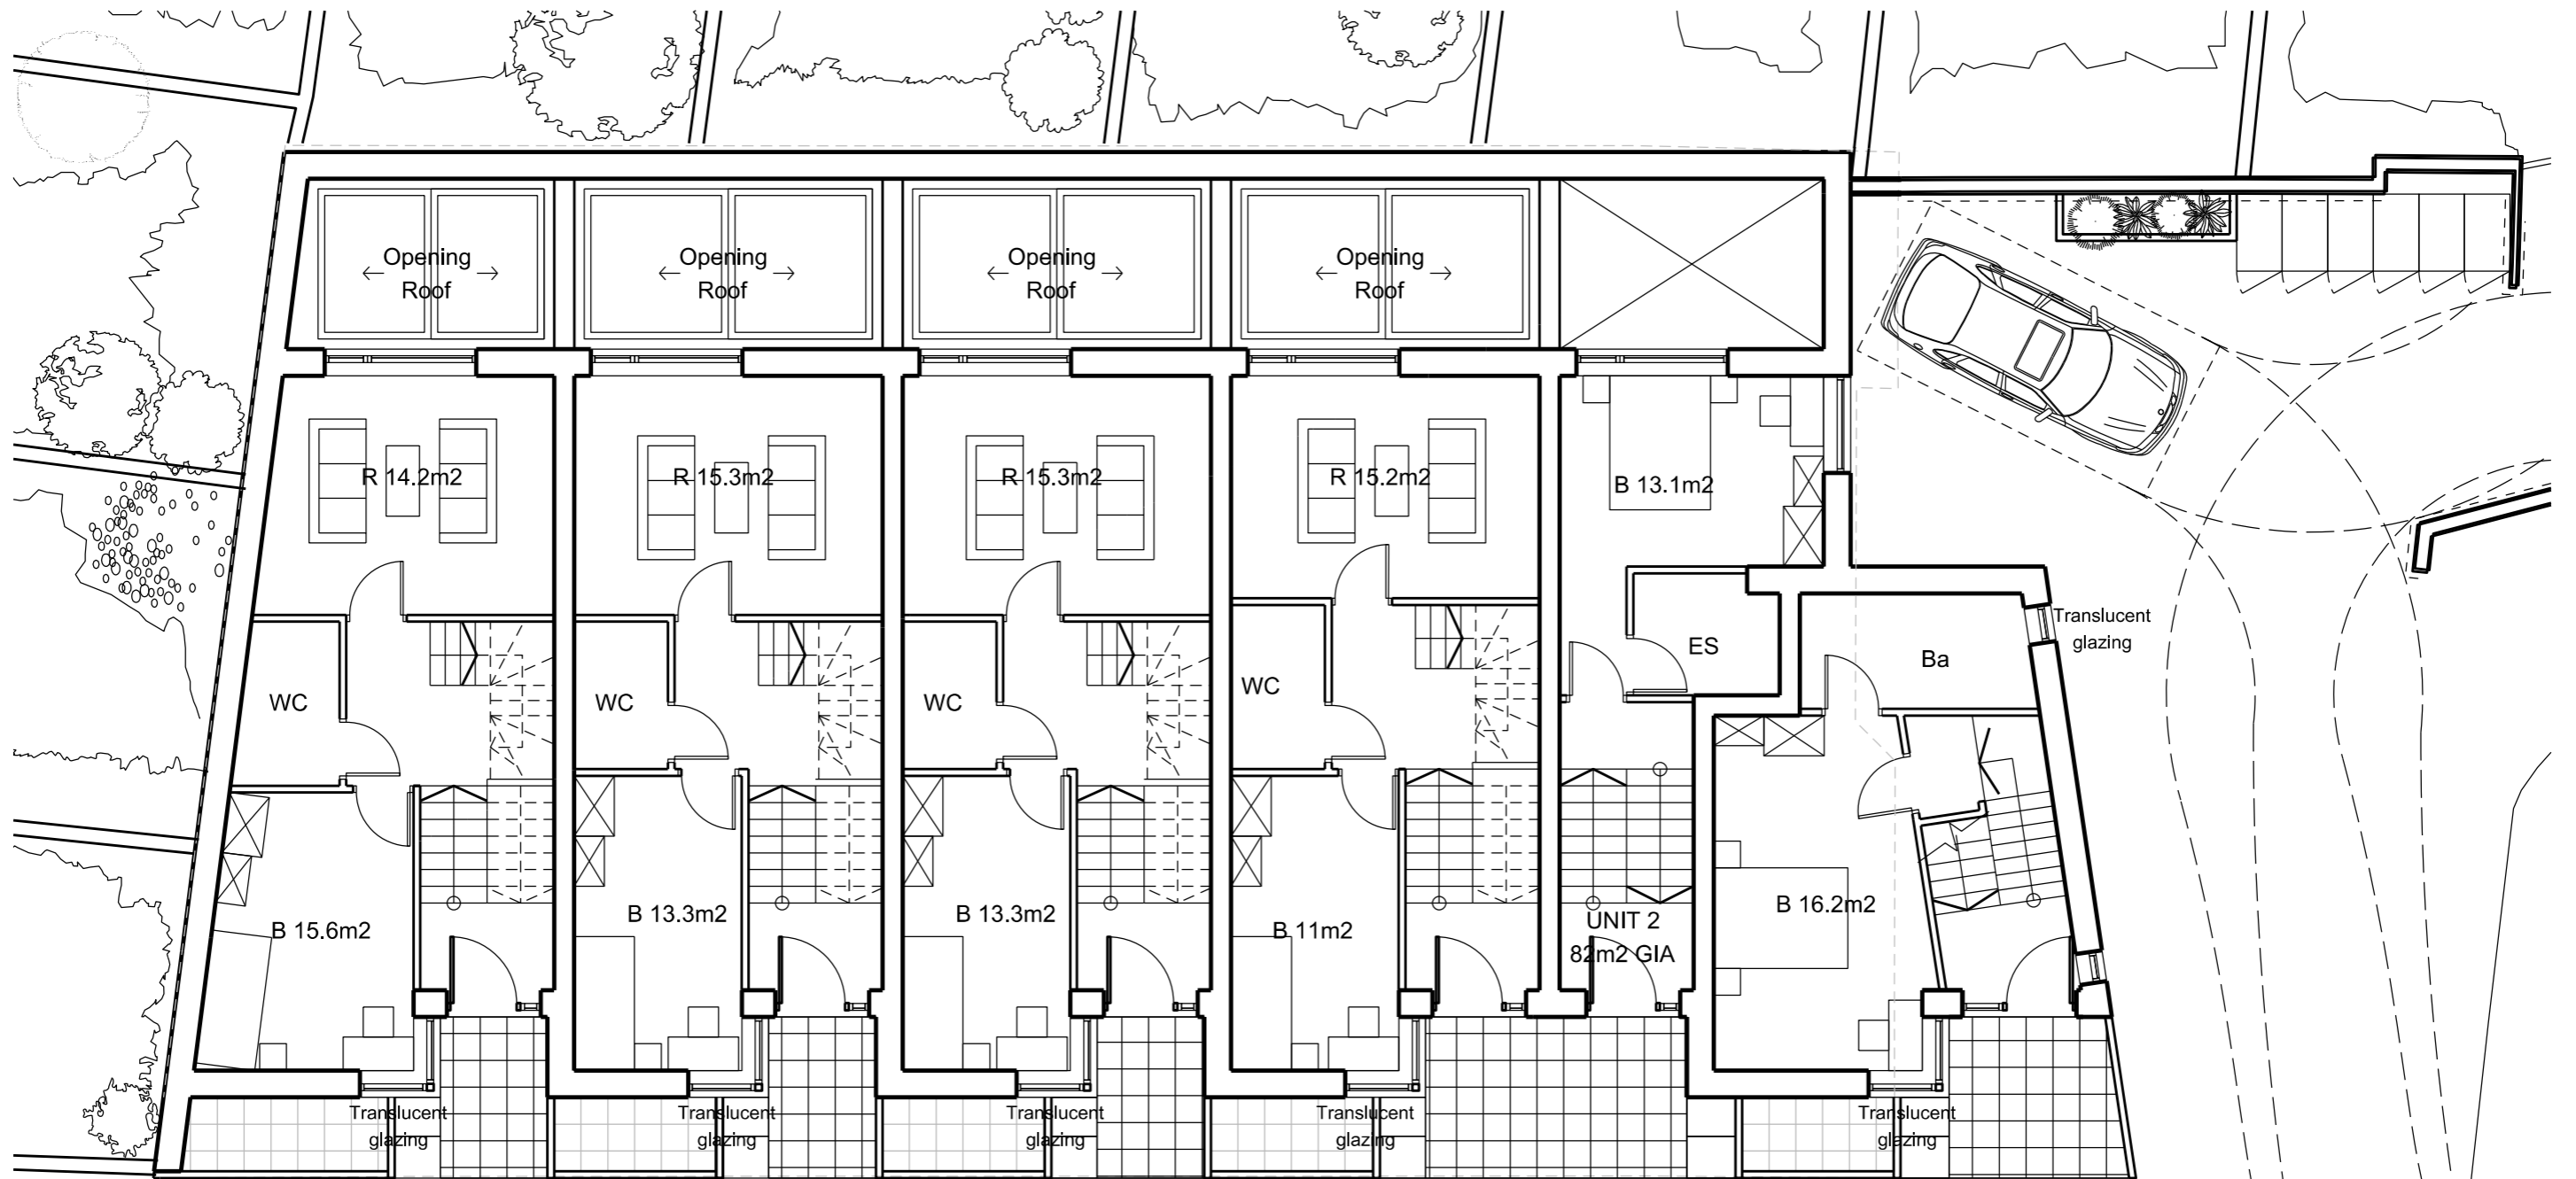 Opening
Roof
Opening
Roof
Opening
Roof
Opening
Roof
R 14.2m2
R 15.3m2
R 15.3m2
R 15.2m2
B 13.1m2
Translucent
glazing
ES
Ba
WC
WC
WC
WC
B 15.6m2
B 13.3m2
B 13.3m2
B 11m2
UNIT 2
82m2 GIA
B 16.2m2
Translucent
glazing
Translucent
glazing
Translucent
glazing
Translucent
glazing
Translucent
glazing